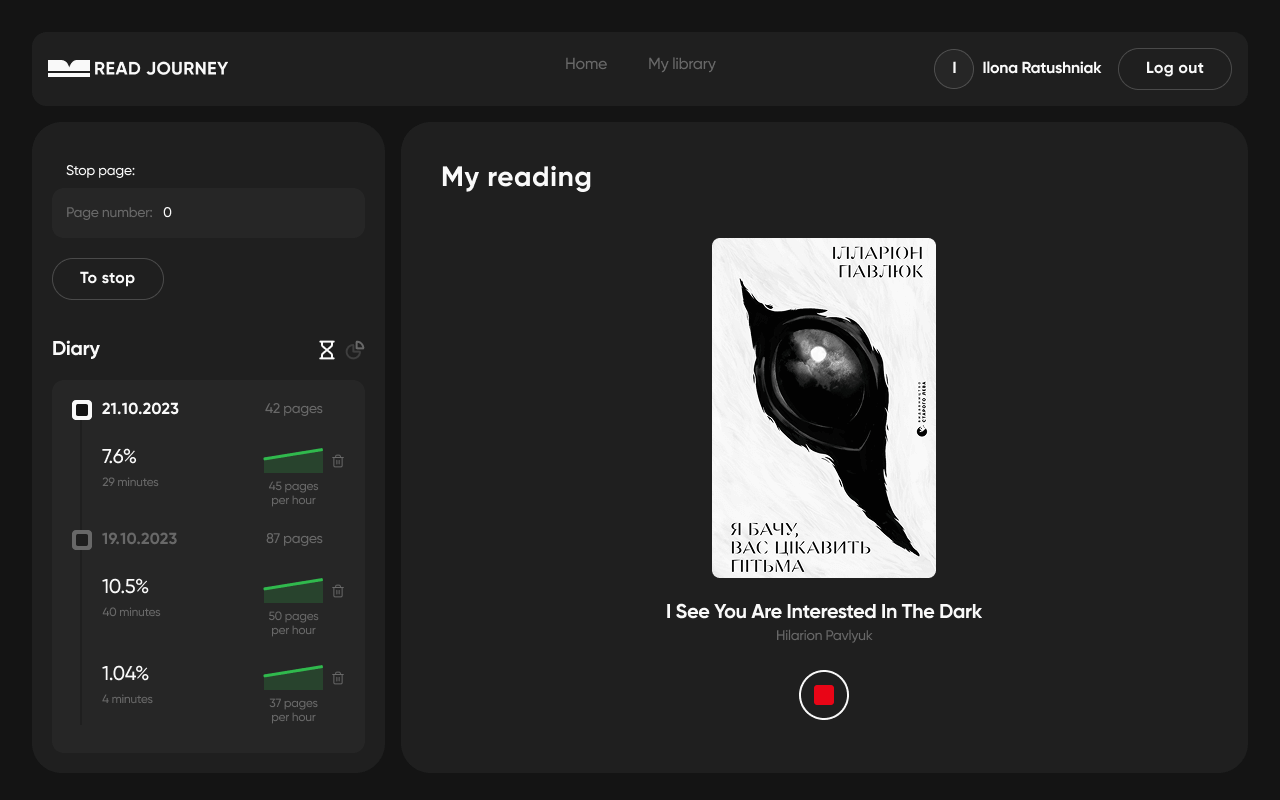 READ JOURNEY
Home
My library
I
Ilona Ratushniak
Log out
Stop page:
Page number: 0
To stop
Diary
21.10.2023
42 pages
7.6%
29 minutes
45 pages
per hour
19.10.2023
87 pages
10.5%
40 minutes
50 pages
per hour
1.04%
4 minutes
37 pages
per hour
My reading
ІЛЛАРІОН
ПАВЛЮК
ВИДАВНИЦТВО
СТАРОГО ЛЕВА
Я БАЧУ,
ВАС ЦІКАВИТЬ
ПІТЬМА
I See You Are Interested In The Dark
Hilarion Pavlyuk